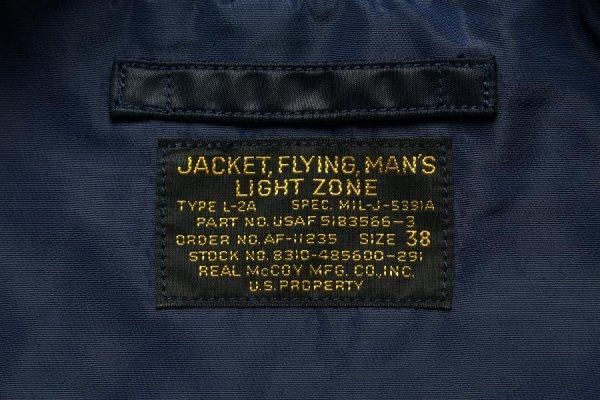 JACKET, FLYING, MAN'S
LIGHT ZONE
TYPE L-2A SPEC. MIL-J-5391A
PART NO. USAF 5183566-3
ORDER NO. AF-11235 SIZE 38
STOCK NO. 8310-485600-291
REAL McCOY MFG. CO., INC.
U.S. PROPERTY